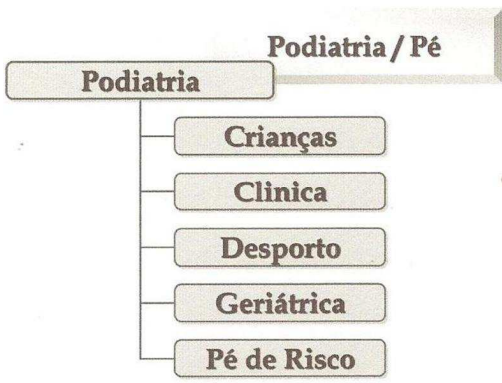 Podiatria / Pé
Podiatria
Crianças
Clinica
Desporto
Geriátrica
Pé de Risco